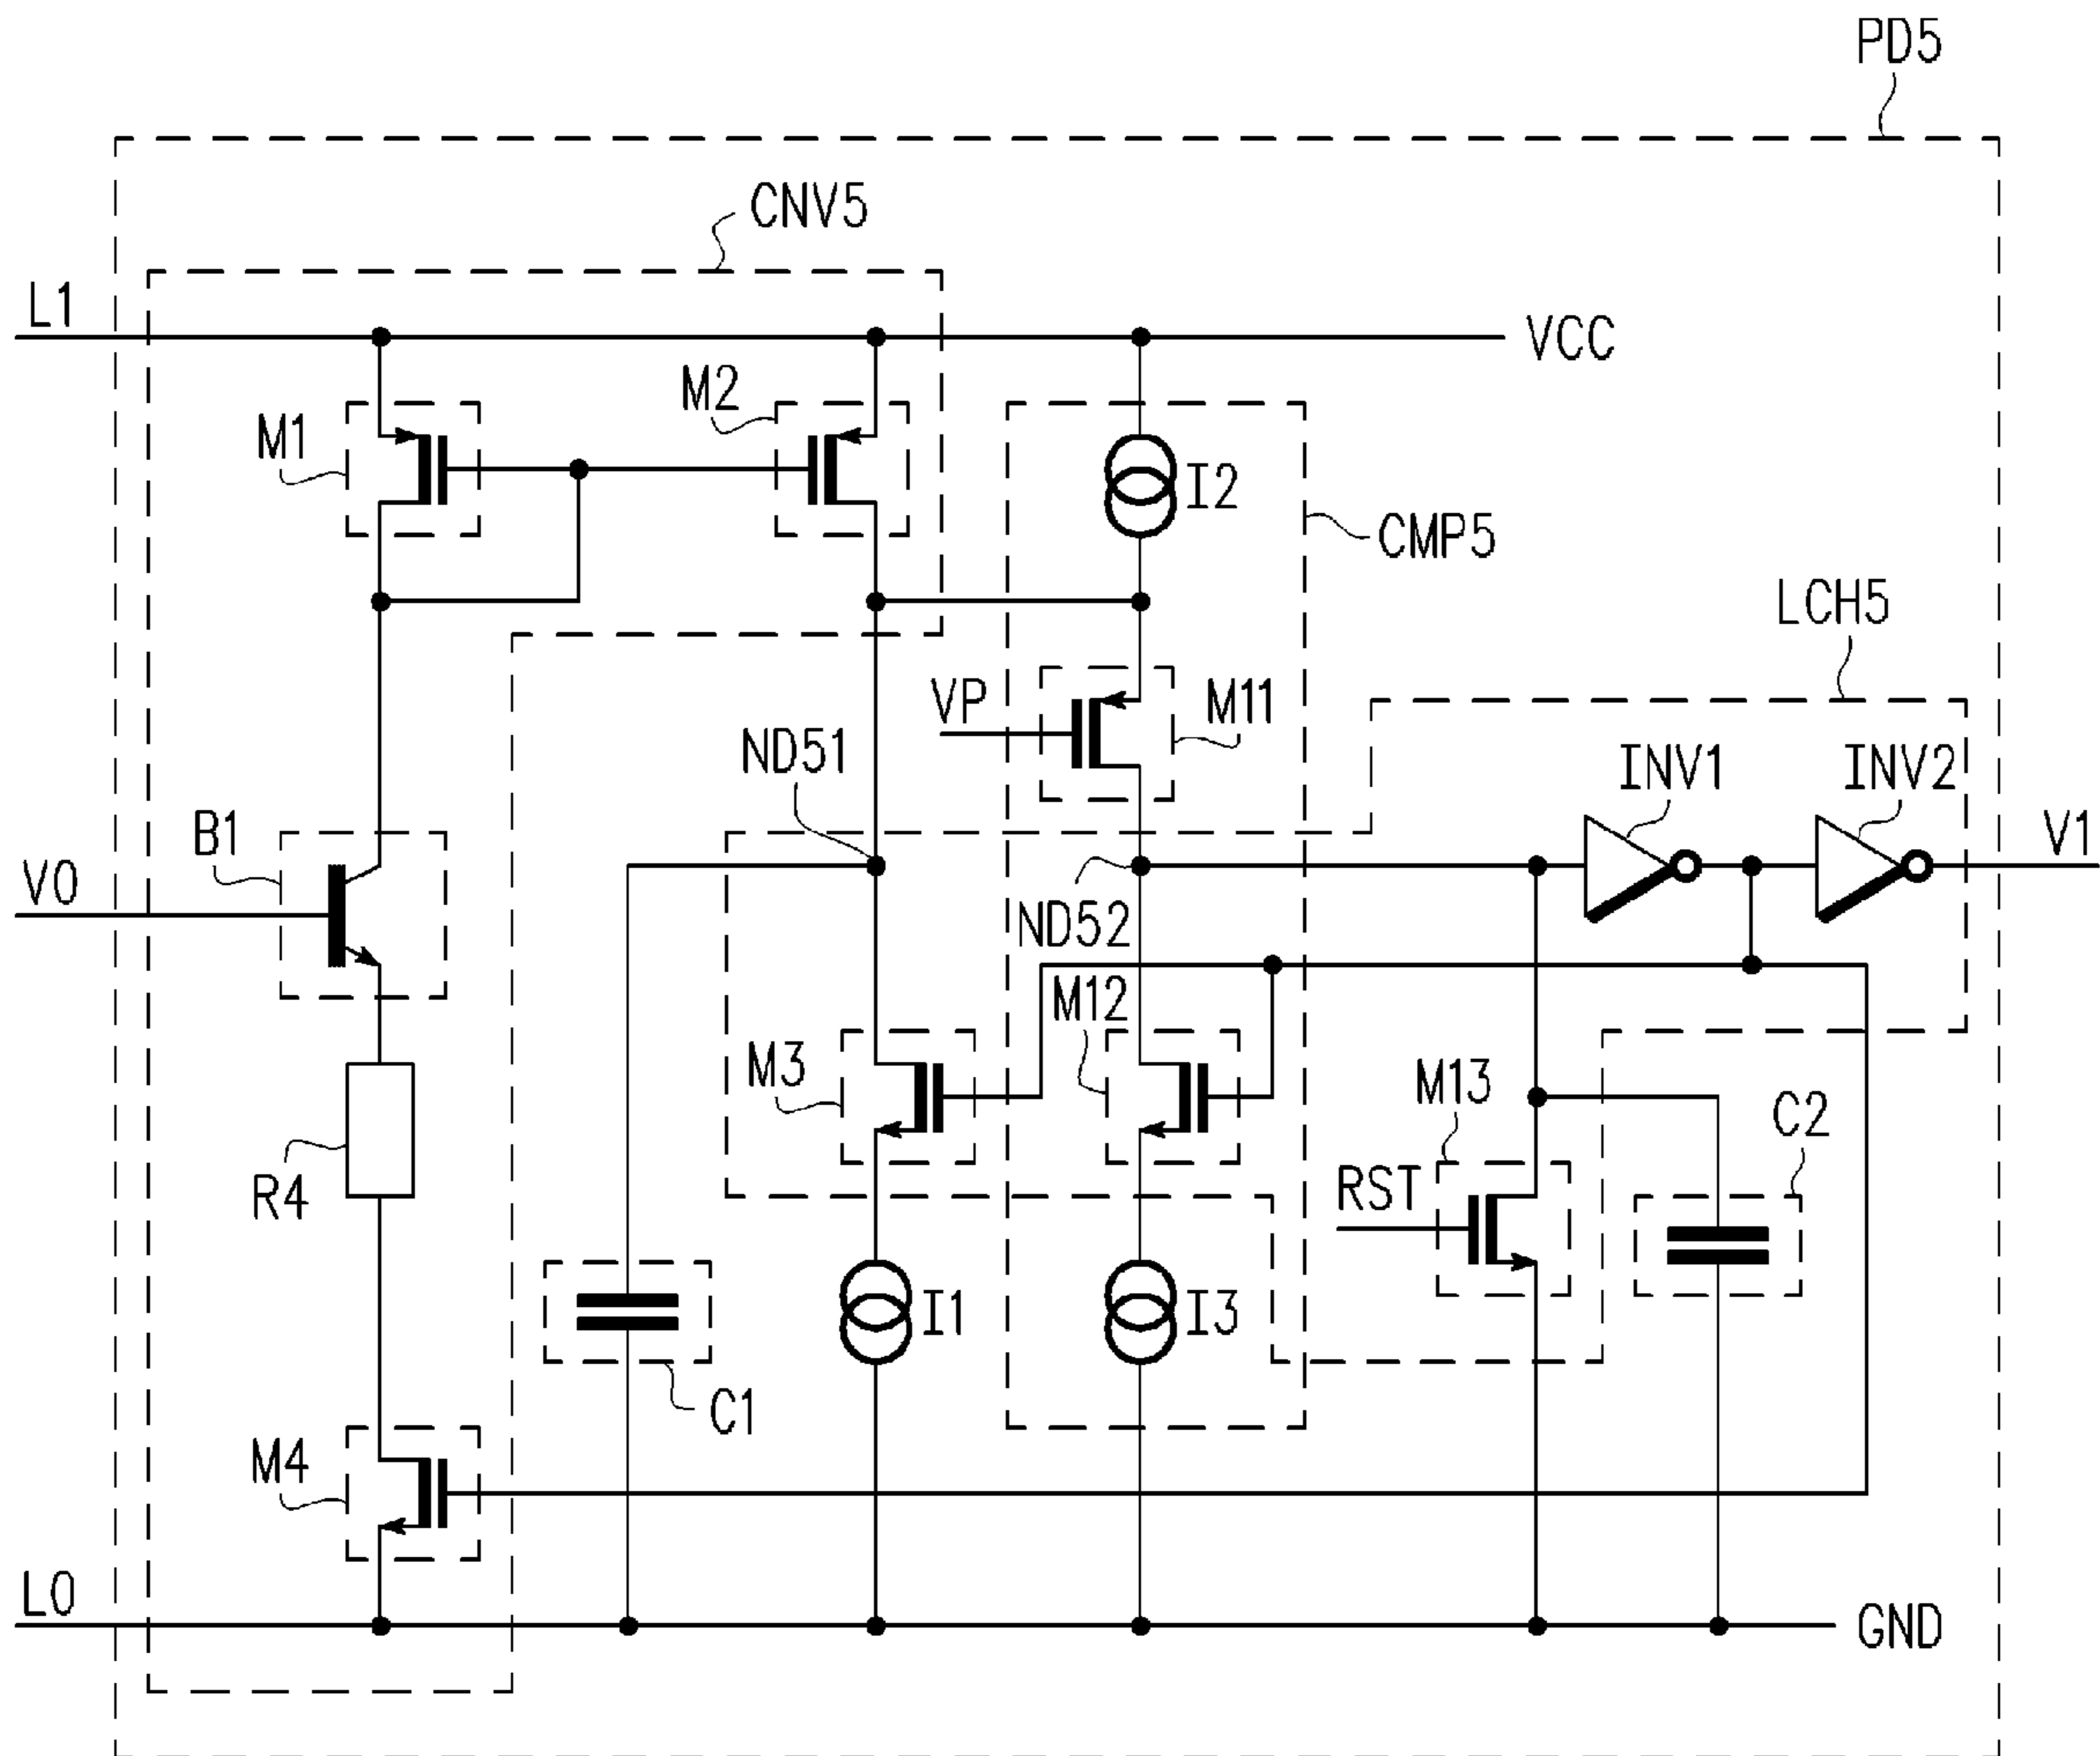 PD5
CNV5
L1
VCC
M1
M2
I2
CMP5
LCH5
VP
M11
ND51
INV1
INV2
B1
V0
V1
ND52
M12
M3
M13
C2
R4
RST
I1
I3
C1
M4
L0
GND